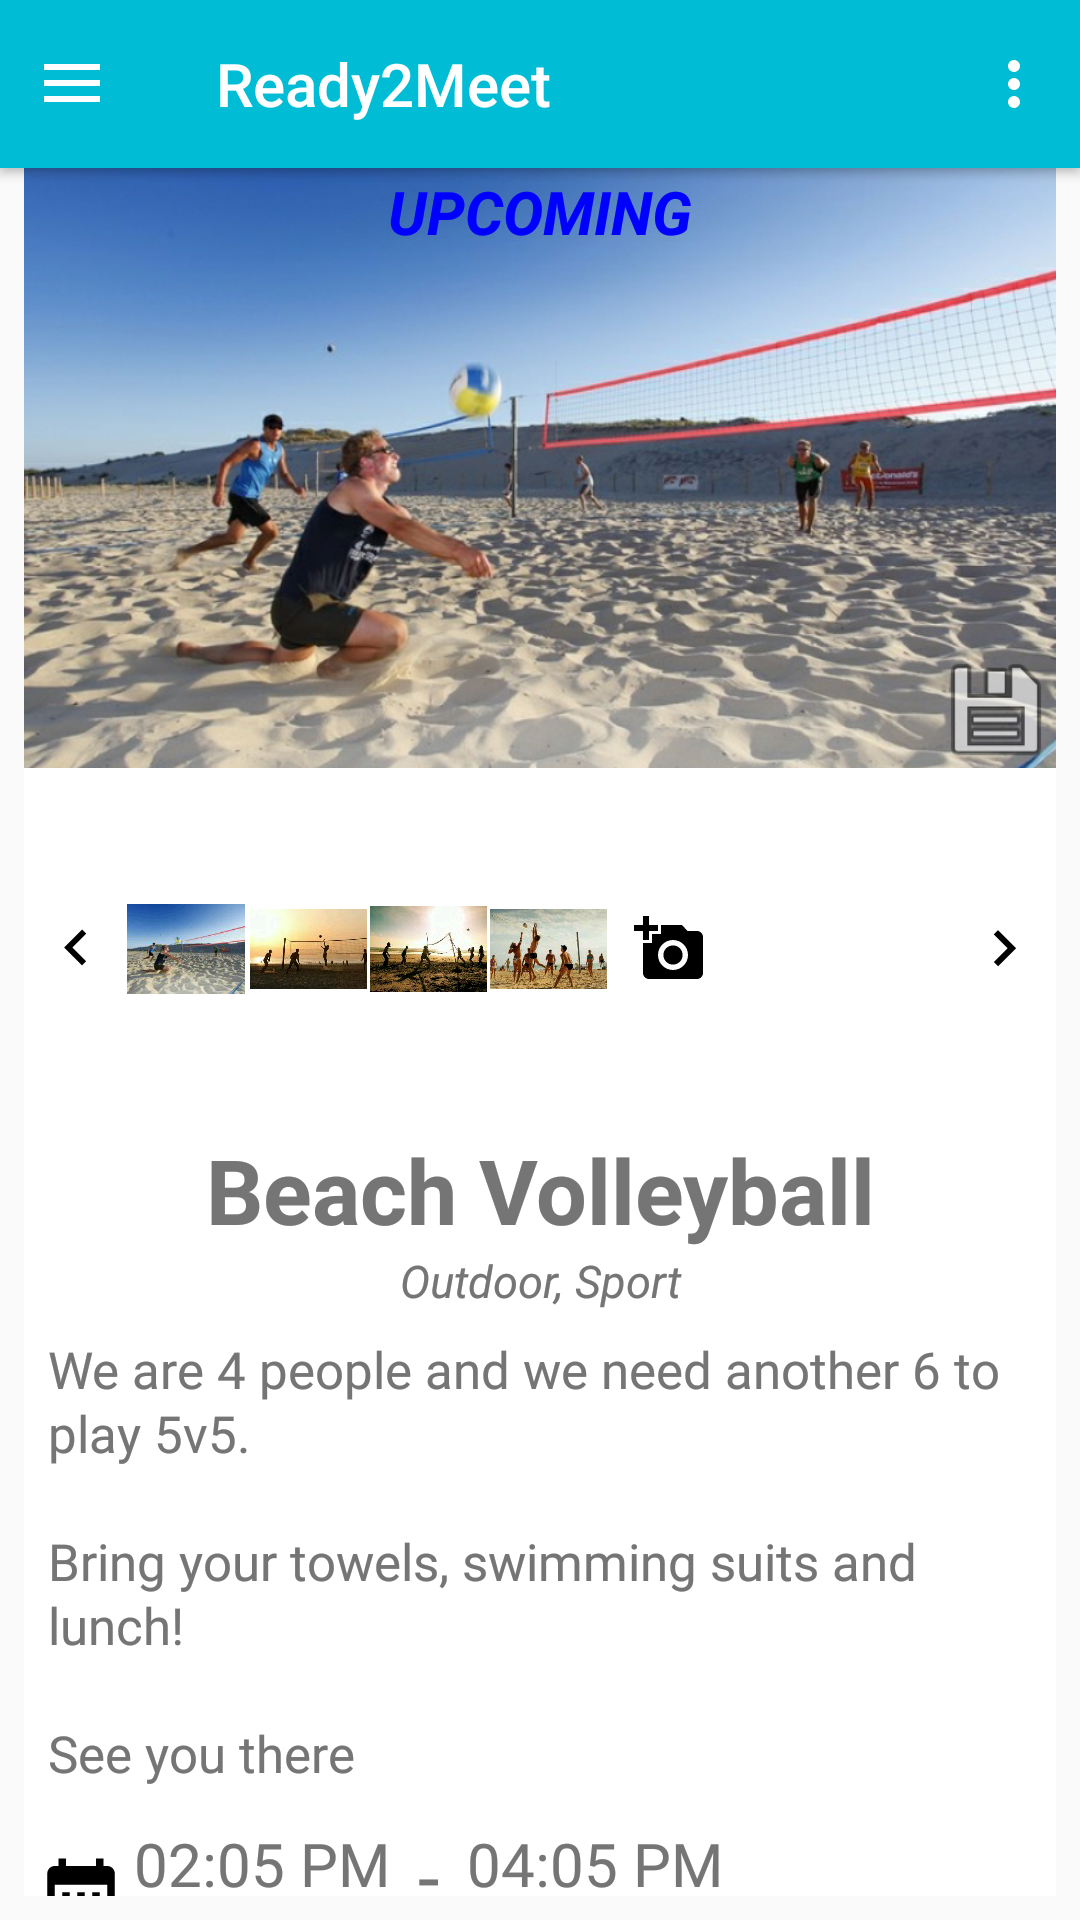 Ready2Meet
UPCOMING
Beach Volleyball
Outdoor, Sport
We are 4 people and we need another 6 to
play 5v5.
Bring your towels, swimming suits and
lunch!
See you there
02:05 PM - 04:05 PM